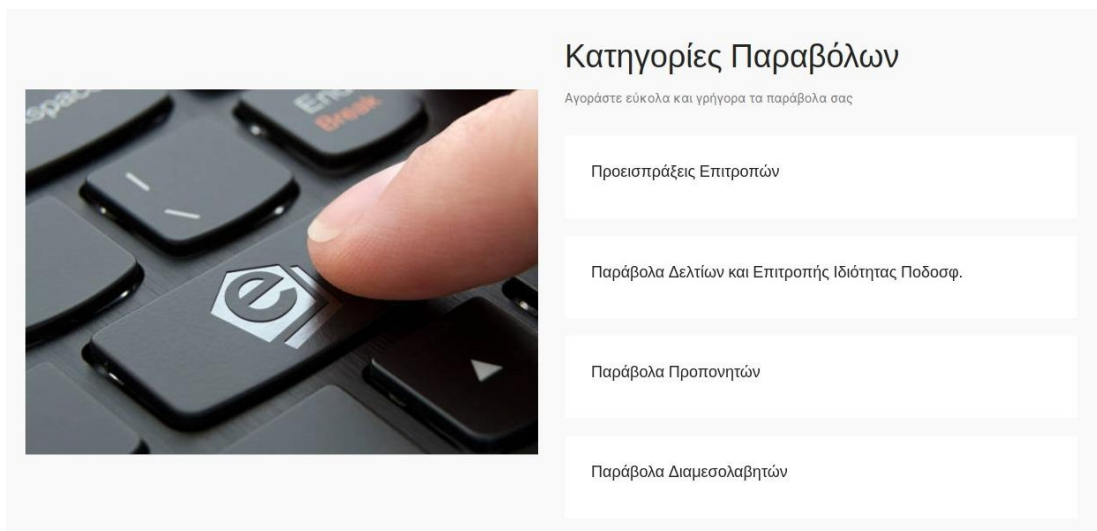 Κατηγορίες Παραβόλων
Αγοράστε εύκολα και γρήγορα τα παράβολα σας
Προεισπράξεις Επιτροπών
Παράβολα Δελτίων και Επιτροπής Ιδιότητας Ποδοσφ.
Παράβολα Προπονητών
Παράβολα Διαμεσολαβητών
Break
e